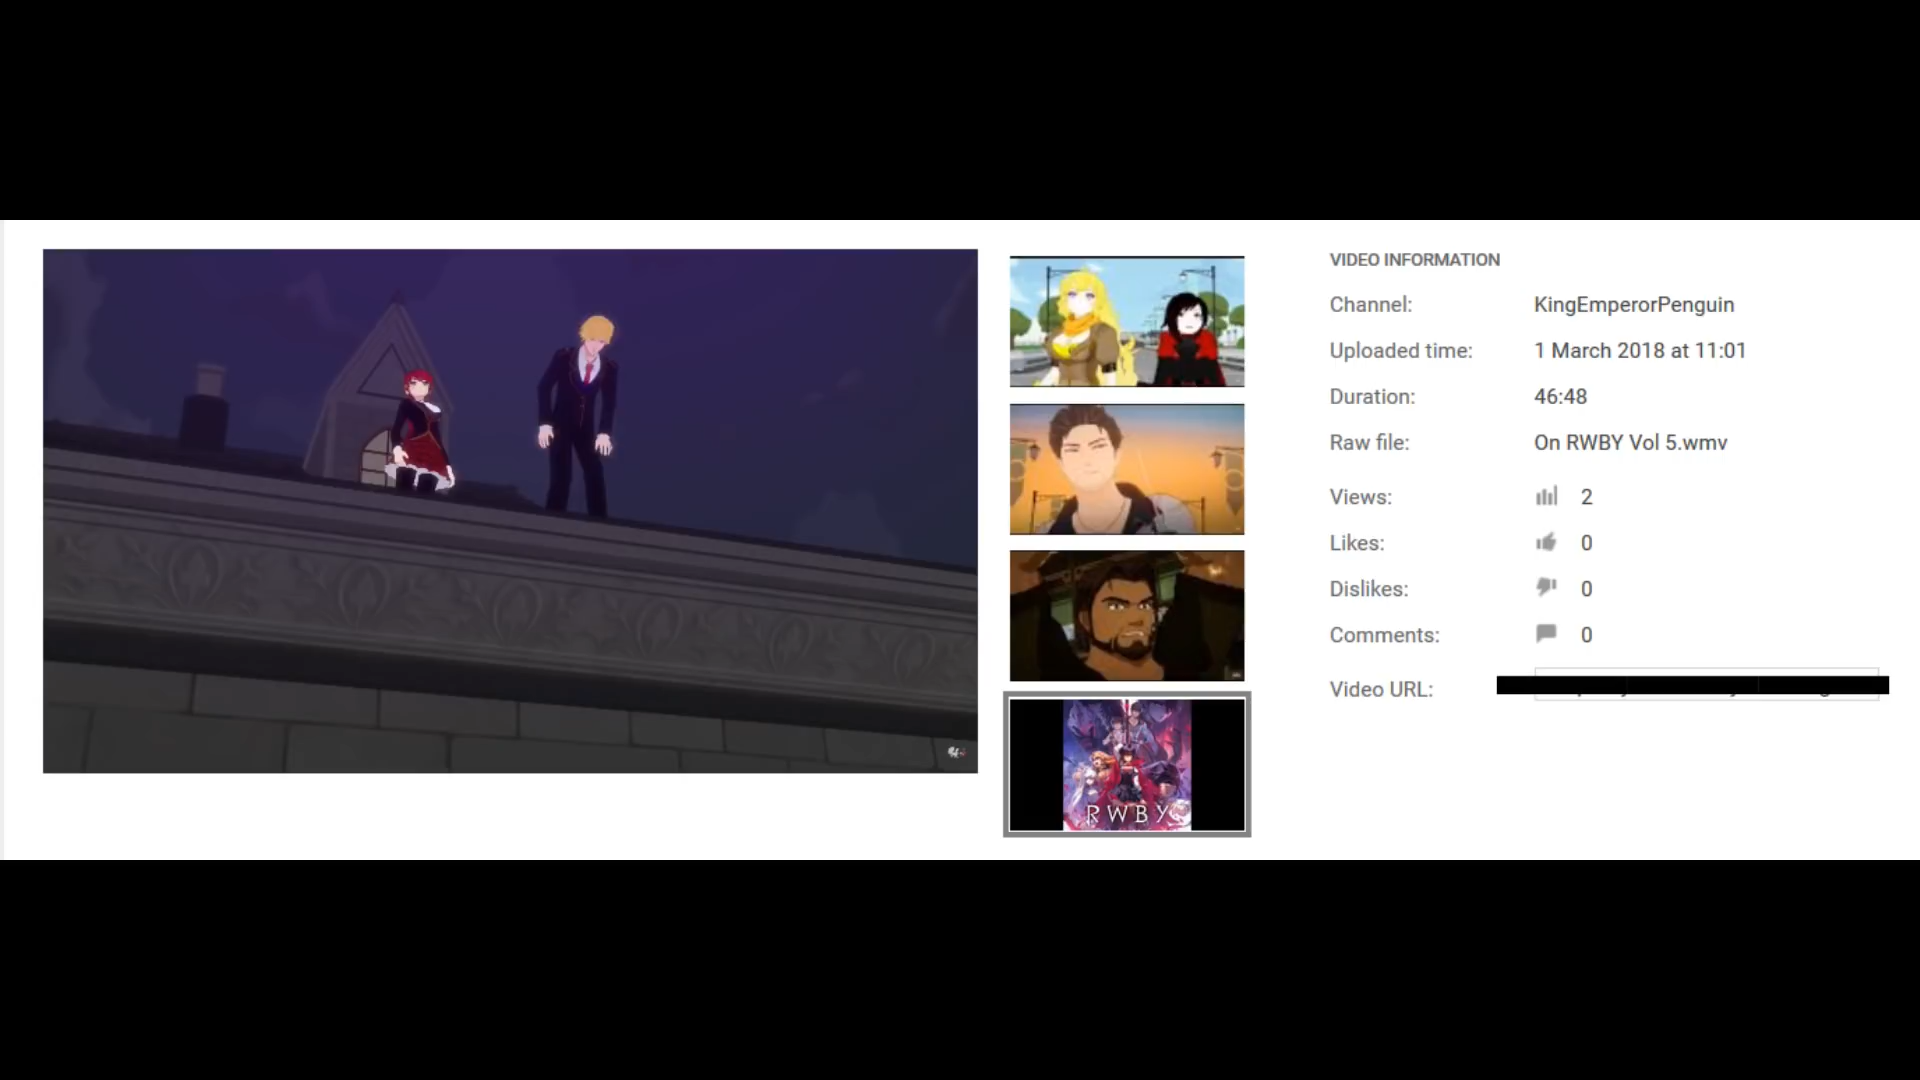 VIDEO INFORMATION
Channel: KingEmperorPenguin
Uploaded time: 1 March 2018 at 11:01
Duration: 46:48
Raw file: On RWBY Vol 5.wmv
Views: 2
Likes: 0
Dislikes: 0
Comments: 0
Video URL:
RWBY